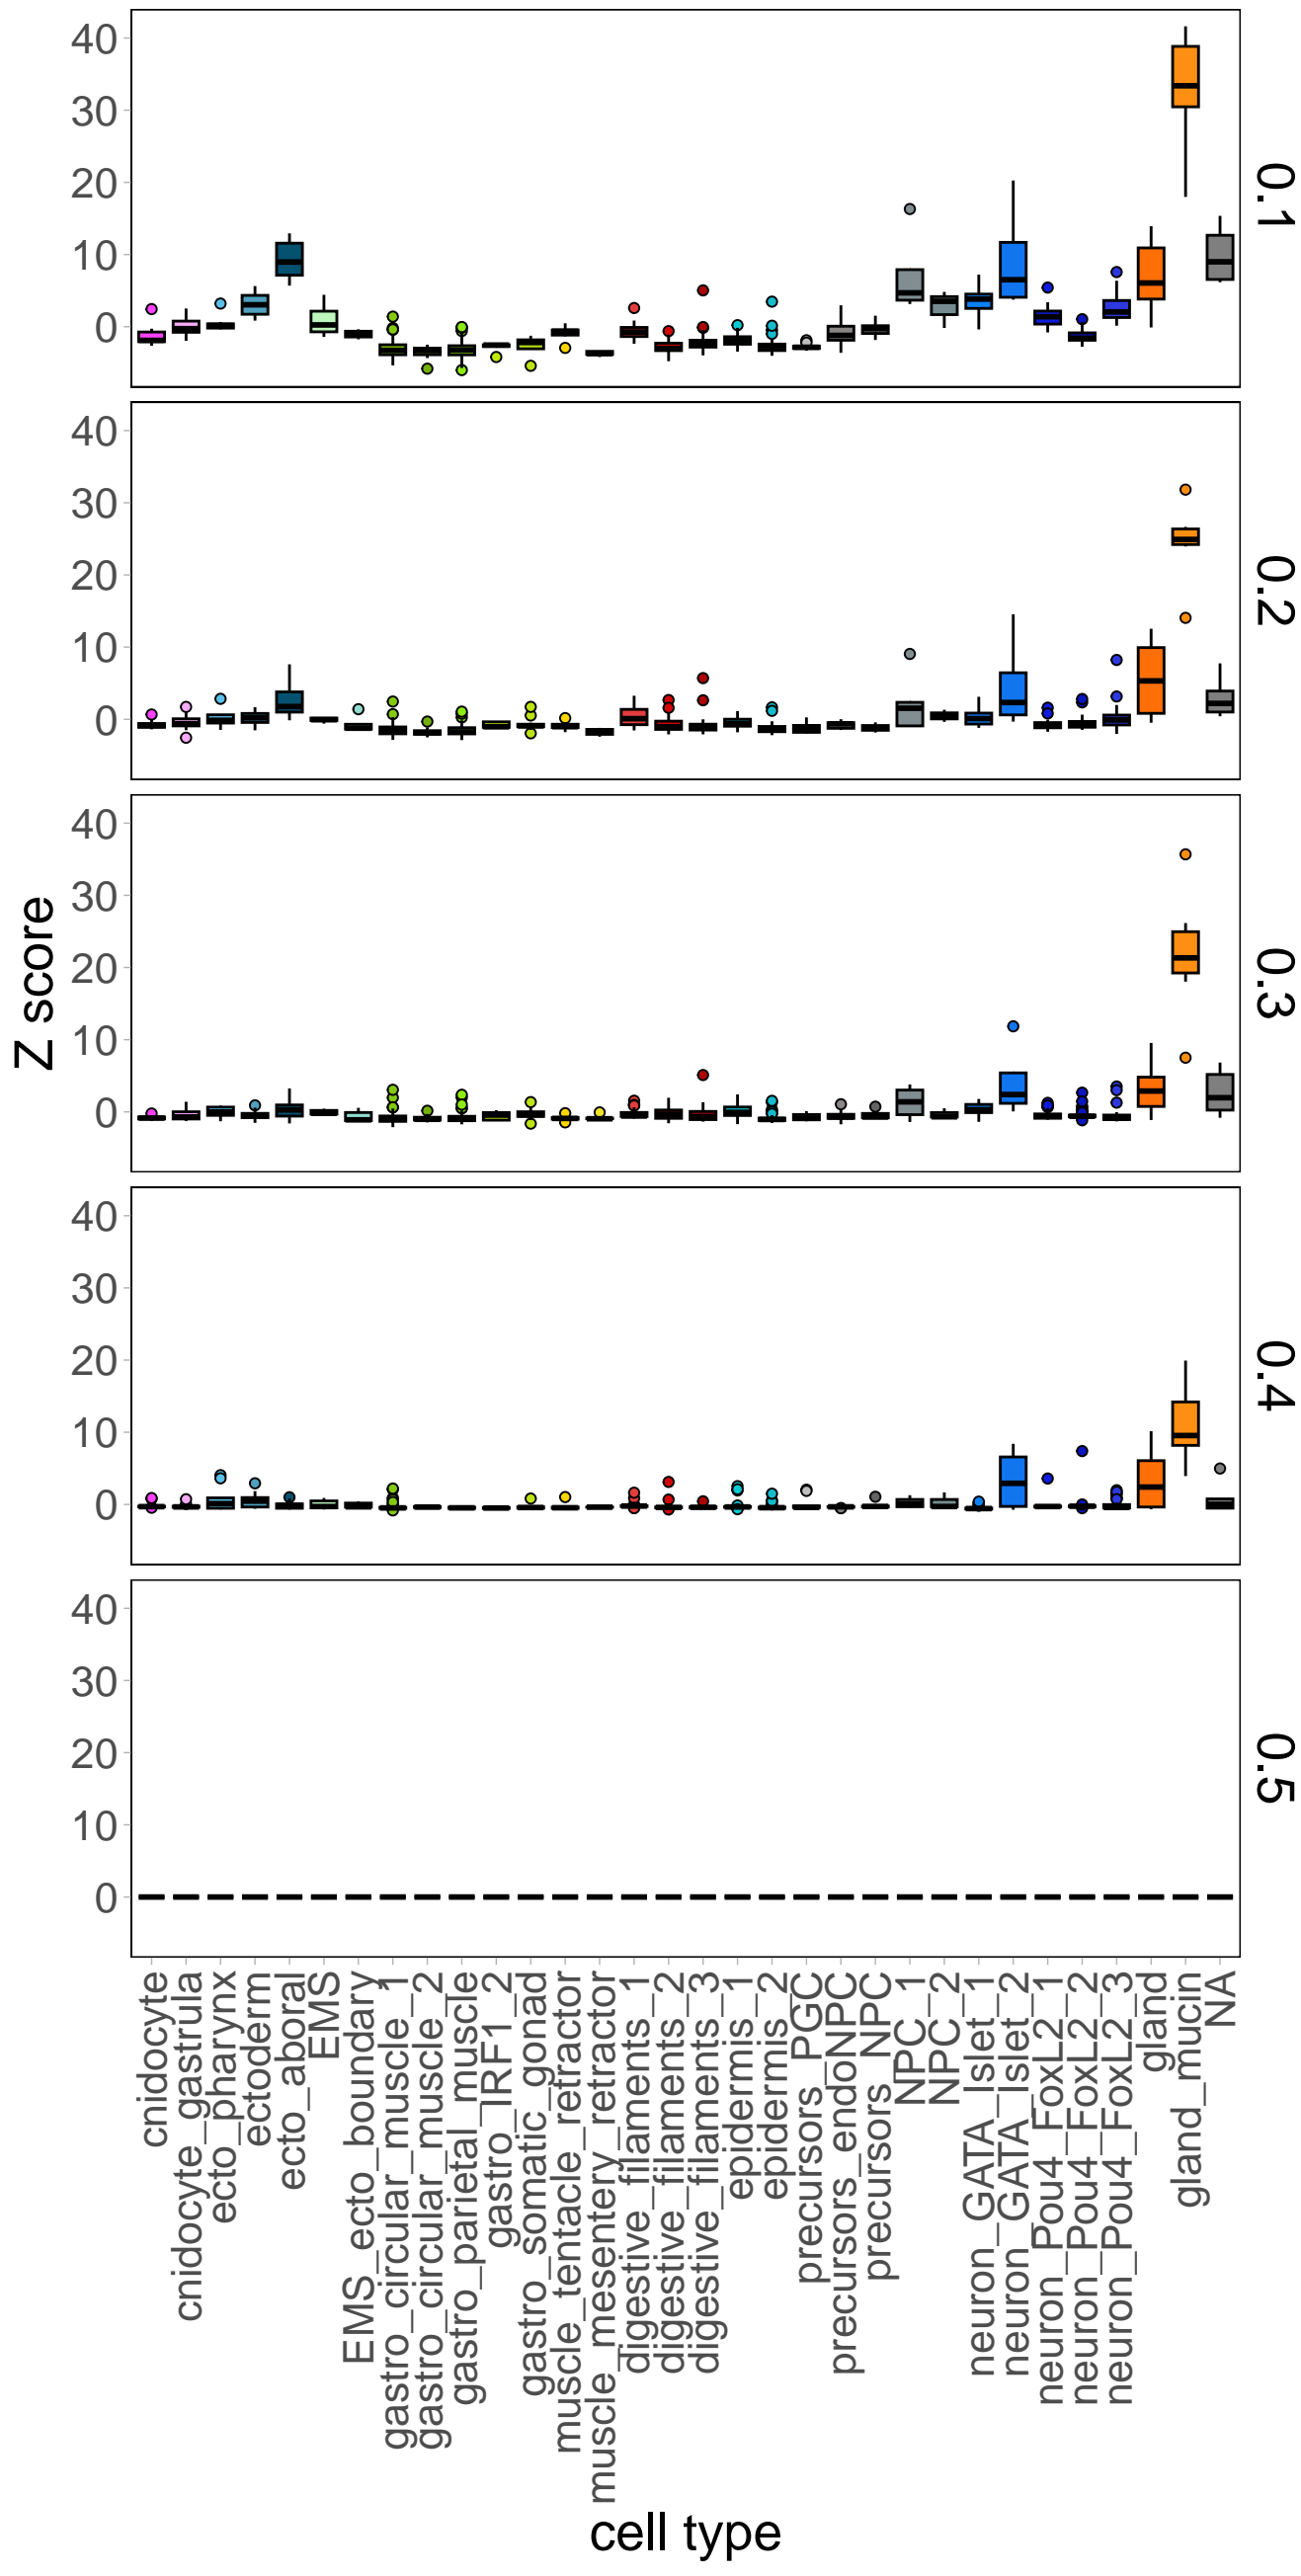 40
30
20
10
0
0.1
40
30
20
10
0
0.2
40
30
20
10
0
0.3
Z score
40
30
20
10
0
0.4
40
30
20
10
0
0.5
cnidocyte
cnidocyte_gastrula
ecto_pharynx
ectoderm
ecto_aboral
EMS
EMS_ecto_boundary
gastro_circular_muscle_1
gastro_circular_muscle_2
gastro_parietal_muscle
gastro_IRF1_2
gastro_somatic_gonad
muscle_tentacle_retractor
muscle_mesentery_retractor
digestive_filaments_1
digestive_filaments_2
digestive_filaments_3
epidermis_1
epidermis_2
precursors_PGC
precursors_endoNPC
precursors_NPC
NPC_1
NPC_2
neuron_GATA_Islet_1
neuron_GATA_Islet_2
neuron_Pou4_FoxL2_1
neuron_Pou4_FoxL2_2
neuron_Pou4_FoxL2_3
gland
gland_mucin
NA
cell type